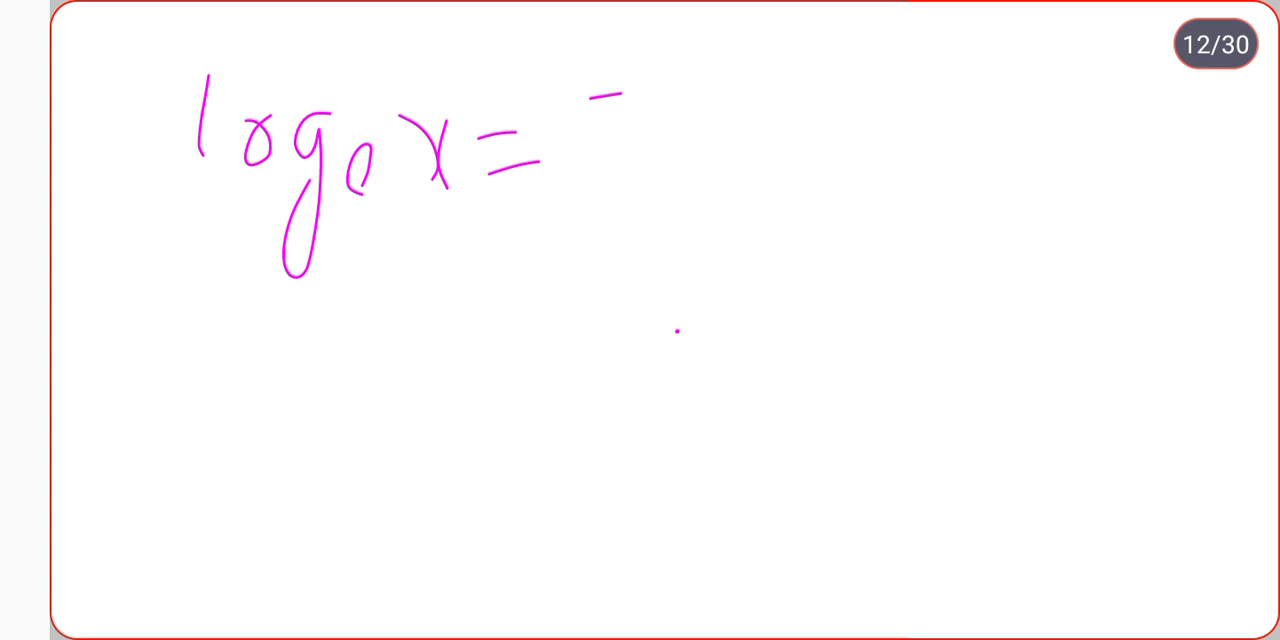 12/30
log₀ x = -